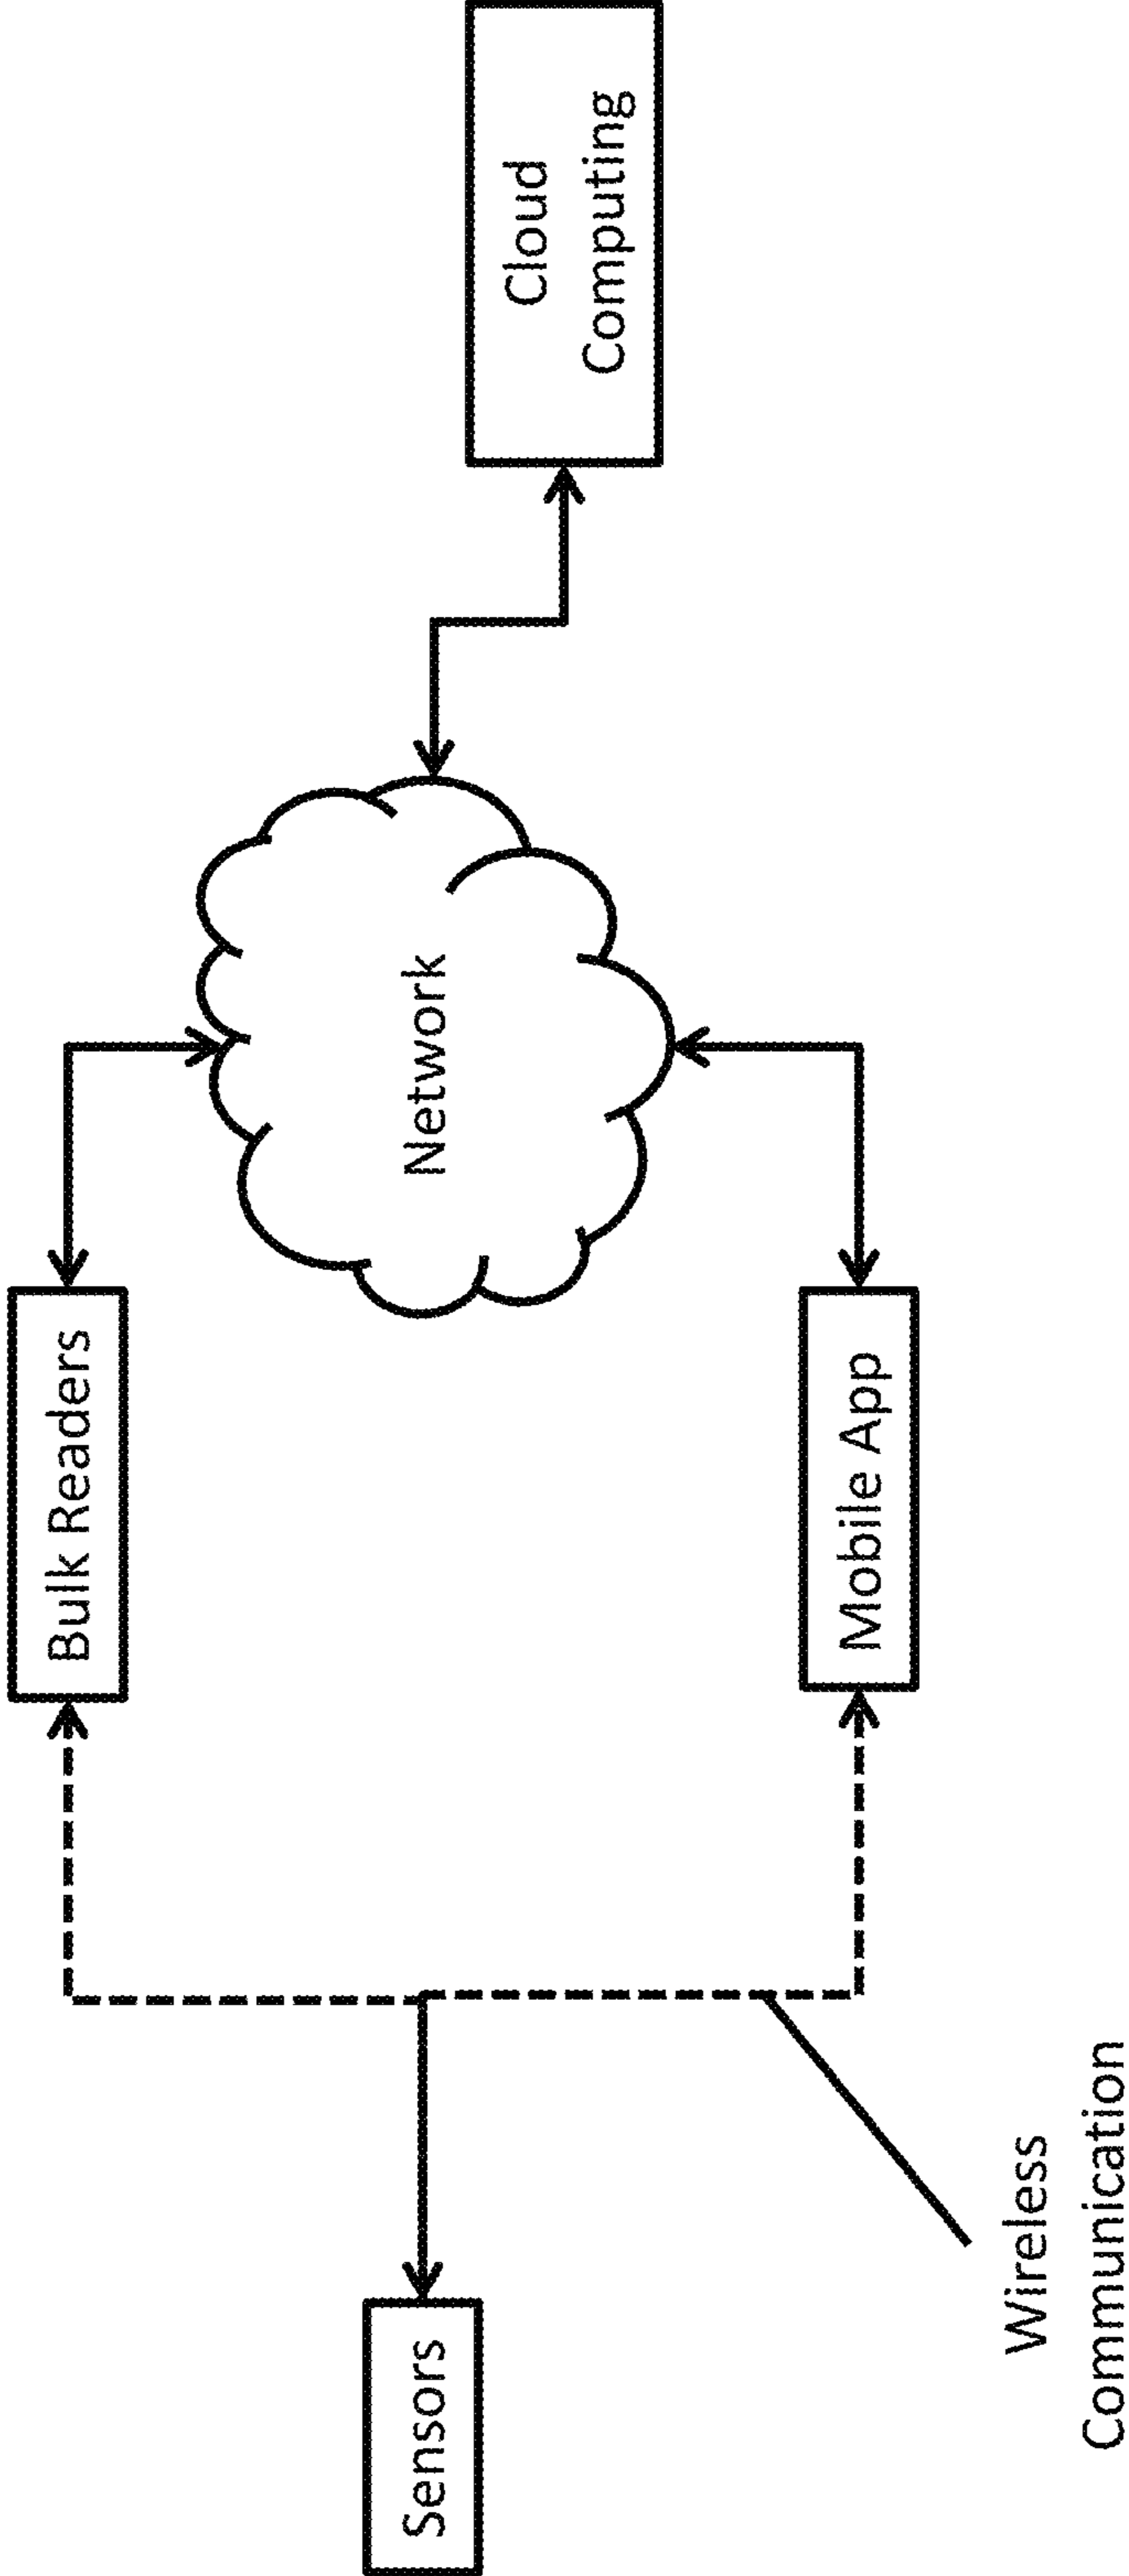 Sensors
Wireless
Communication
Bulk Readers
Mobile App
Network
Cloud
Computing